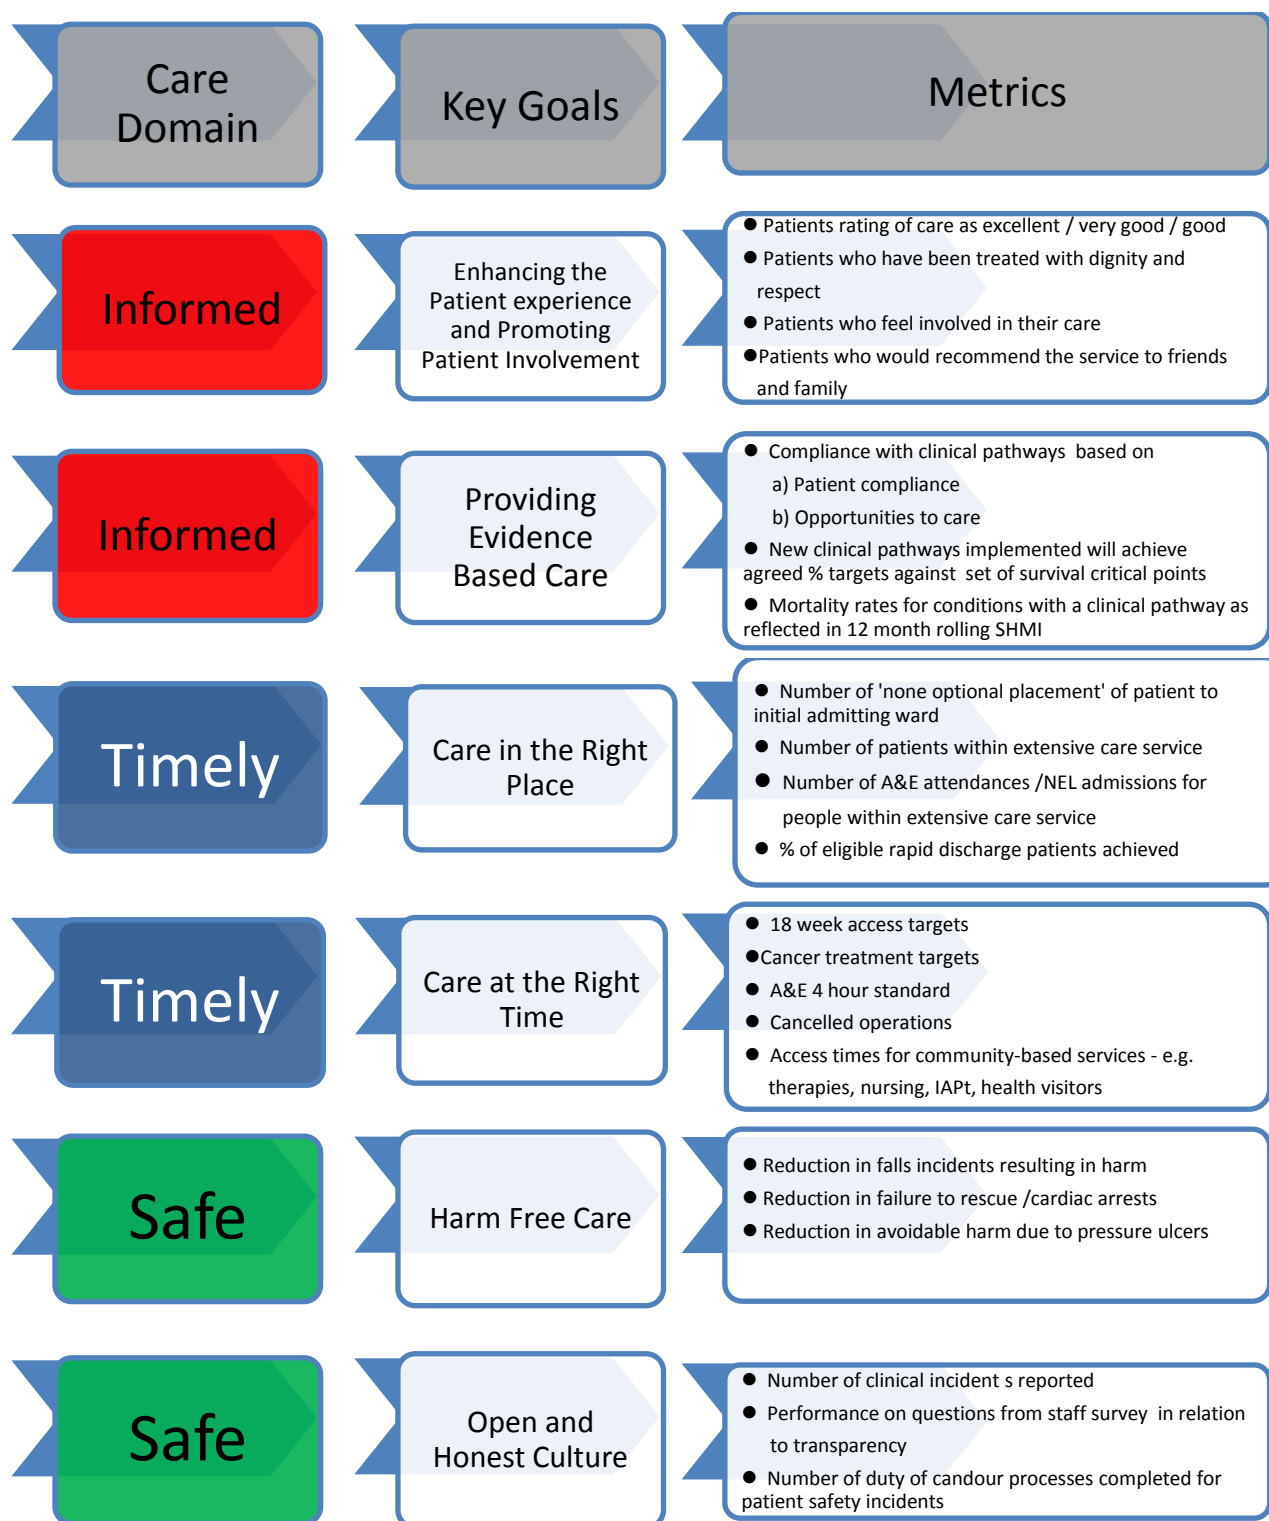 Care
Domain
Key Goals
Metrics
Informed
Enhancing the
Patient experience
and Promoting
Patient Involvement
● Patients rating of care as excellent / very good / good
● Patients who have been treated with dignity and
respect
● Patients who feel involved in their care
●Patients who would recommend the service to friends
and family
Informed
Providing
Evidence
Based Care
● Compliance with clinical pathways based on
a) Patient compliance
b) Opportunities to care
● New clinical pathways implemented will achieve
agreed % targets against set of survival critical points
● Mortality rates for conditions with a clinical pathway as
reflected in 12 month rolling SHMI
Timely
Care in the Right
Place
● Number of 'none optional placement' of patient to
initial admitting ward
● Number of patients within extensive care service
● Number of A&E attendances /NEL admissions for
people within extensive care service
● % of eligible rapid discharge patients achieved
Timely
Care at the Right
Time
● 18 week access targets
●Cancer treatment targets
● A&E 4 hour standard
● Cancelled operations
● Access times for community-based services - e.g.
therapies, nursing, IAPt, health visitors
Safe
Harm Free Care
● Reduction in falls incidents resulting in harm
● Reduction in failure to rescue /cardiac arrests
● Reduction in avoidable harm due to pressure ulcers
Safe
Open and
Honest Culture
● Number of clinical incident s reported
● Performance on questions from staff survey in relation
to transparency
● Number of duty of candour processes completed for
patient safety incidents